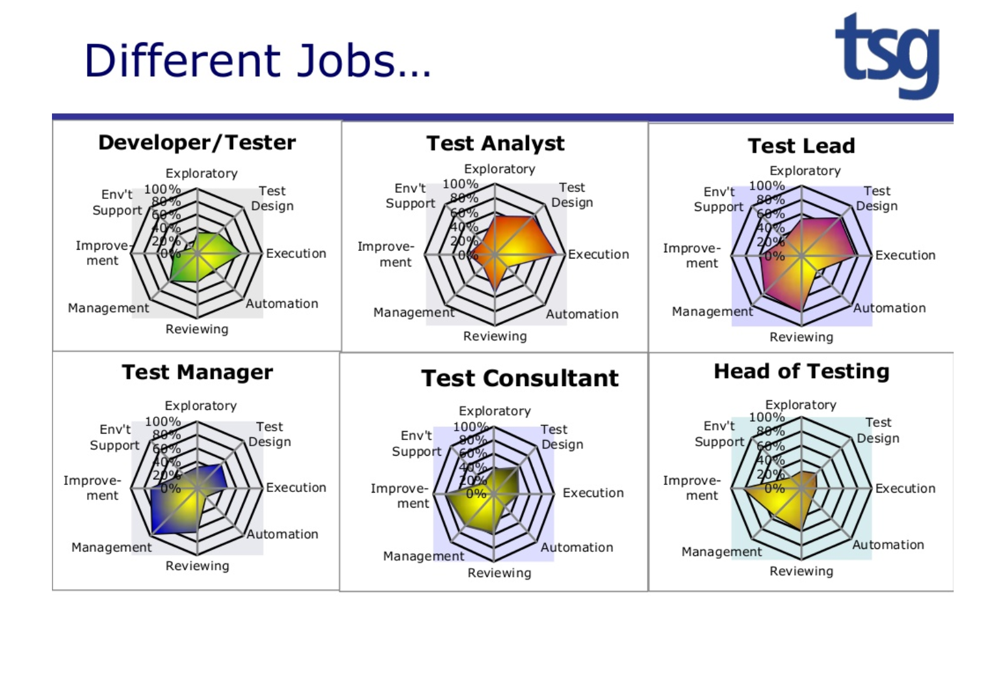 Different Jobs...
tsg
Developer/Tester
Exploratory
Test
Design
Execution
Automation
Reviewing
Management
Improve-
ment
Env't
Support
100%
80%
60%
40%
20%
0%
Test Analyst
Exploratory
Test
Design
Execution
Automation
Reviewing
Management
Improve-
ment
Env't
Support
100%
80%
60%
40%
20%
0%
Test Lead
Exploratory
Test
Design
Execution
Automation
Reviewing
Management
Improve-
ment
Env't
Support
100%
80%
60%
40%
20%
0%
Test Manager
Exploratory
Test
Design
Execution
Automation
Reviewing
Management
Improve-
ment
Env't
Support
100%
80%
60%
40%
20%
0%
Test Consultant
Exploratory
Test
Design
Execution
Automation
Reviewing
Management
Improve-
ment
Env't
Support
100%
80%
60%
40%
20%
0%
Head of Testing
Exploratory
Test
Design
Execution
Automation
Reviewing
Management
Improve-
ment
Env't
Support
100%
80%
60%
40%
20%
0%